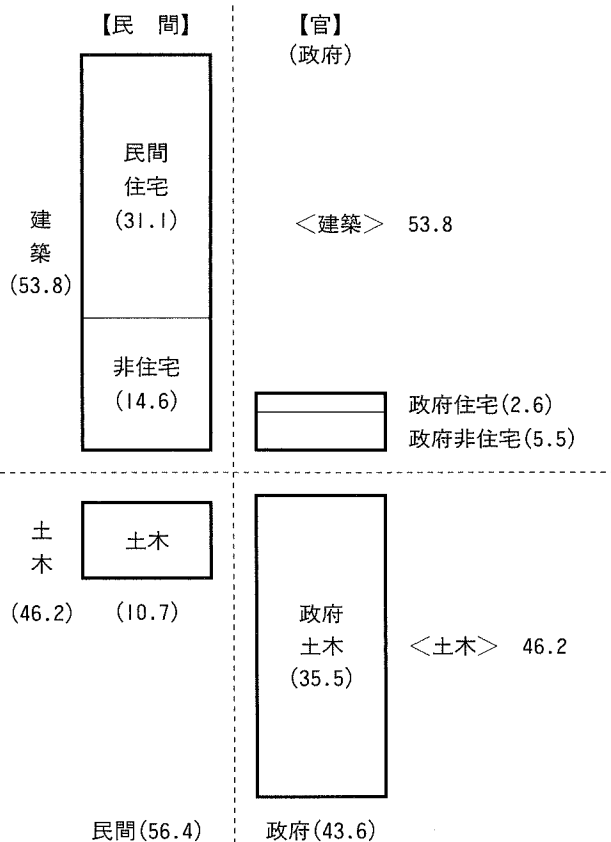 【民　間】
【官】
(政府)
民間
住宅
(31.1)
建
築
(53.8)
＜建築＞　53.8
非住宅
(14.6)
政府住宅(2.6)
政府非住宅(5.5)
土
木
(46.2)
土木
(10.7)
政府
土木
(35.5)
＜土木＞　46.2
民間(56.4)
政府(43.6)